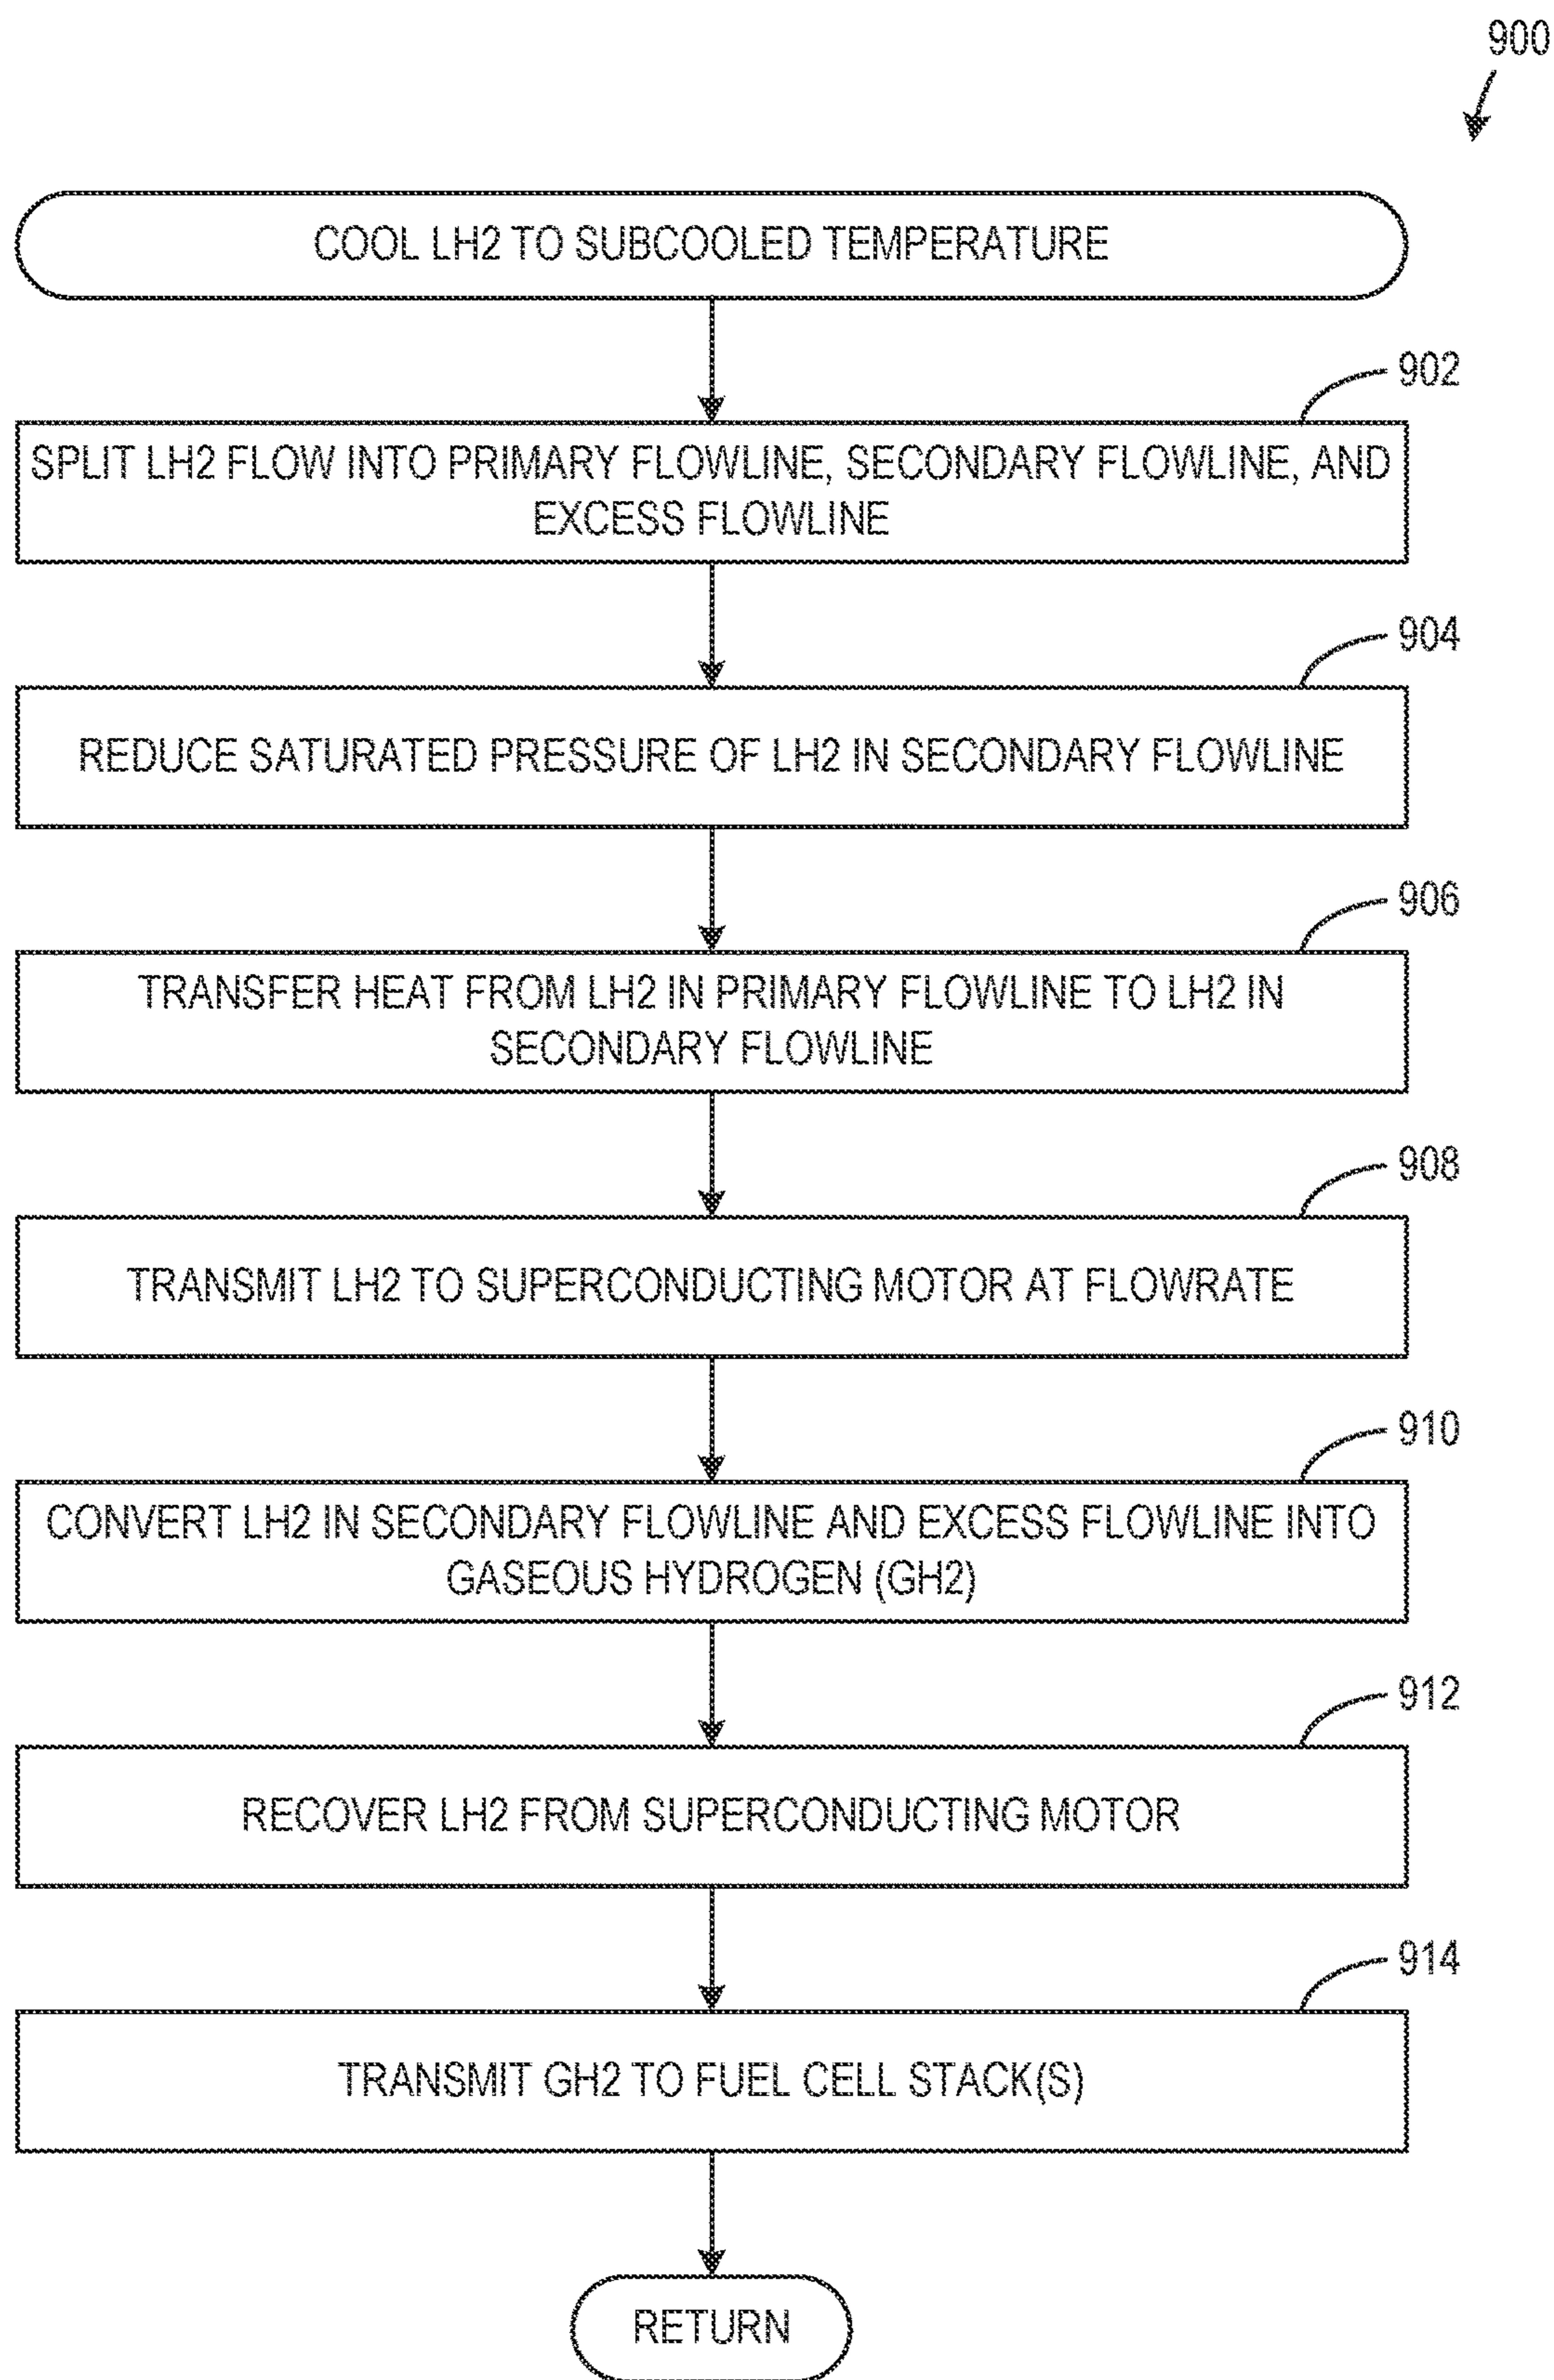 900
COOL LH2 TO SUBCOOLED TEMPERATURE
902
SPLIT LH2 FLOW INTO PRIMARY FLOWLINE, SECONDARY FLOWLINE, AND
EXCESS FLOWLINE
904
REDUCE SATURATED PRESSURE OF LH2 IN SECONDARY FLOWLINE
906
TRANSFER HEAT FROM LH2 IN PRIMARY FLOWLINE TO LH2 IN
SECONDARY FLOWLINE
908
TRANSMIT LH2 TO SUPERCONDUCTING MOTOR AT FLOWRATE
910
CONVERT LH2 IN SECONDARY FLOWLINE AND EXCESS FLOWLINE INTO
GASEOUS HYDROGEN (GH2)
912
RECOVER LH2 FROM SUPERCONDUCTING MOTOR
914
TRANSMIT GH2 TO FUEL CELL STACK(S)
RETURN